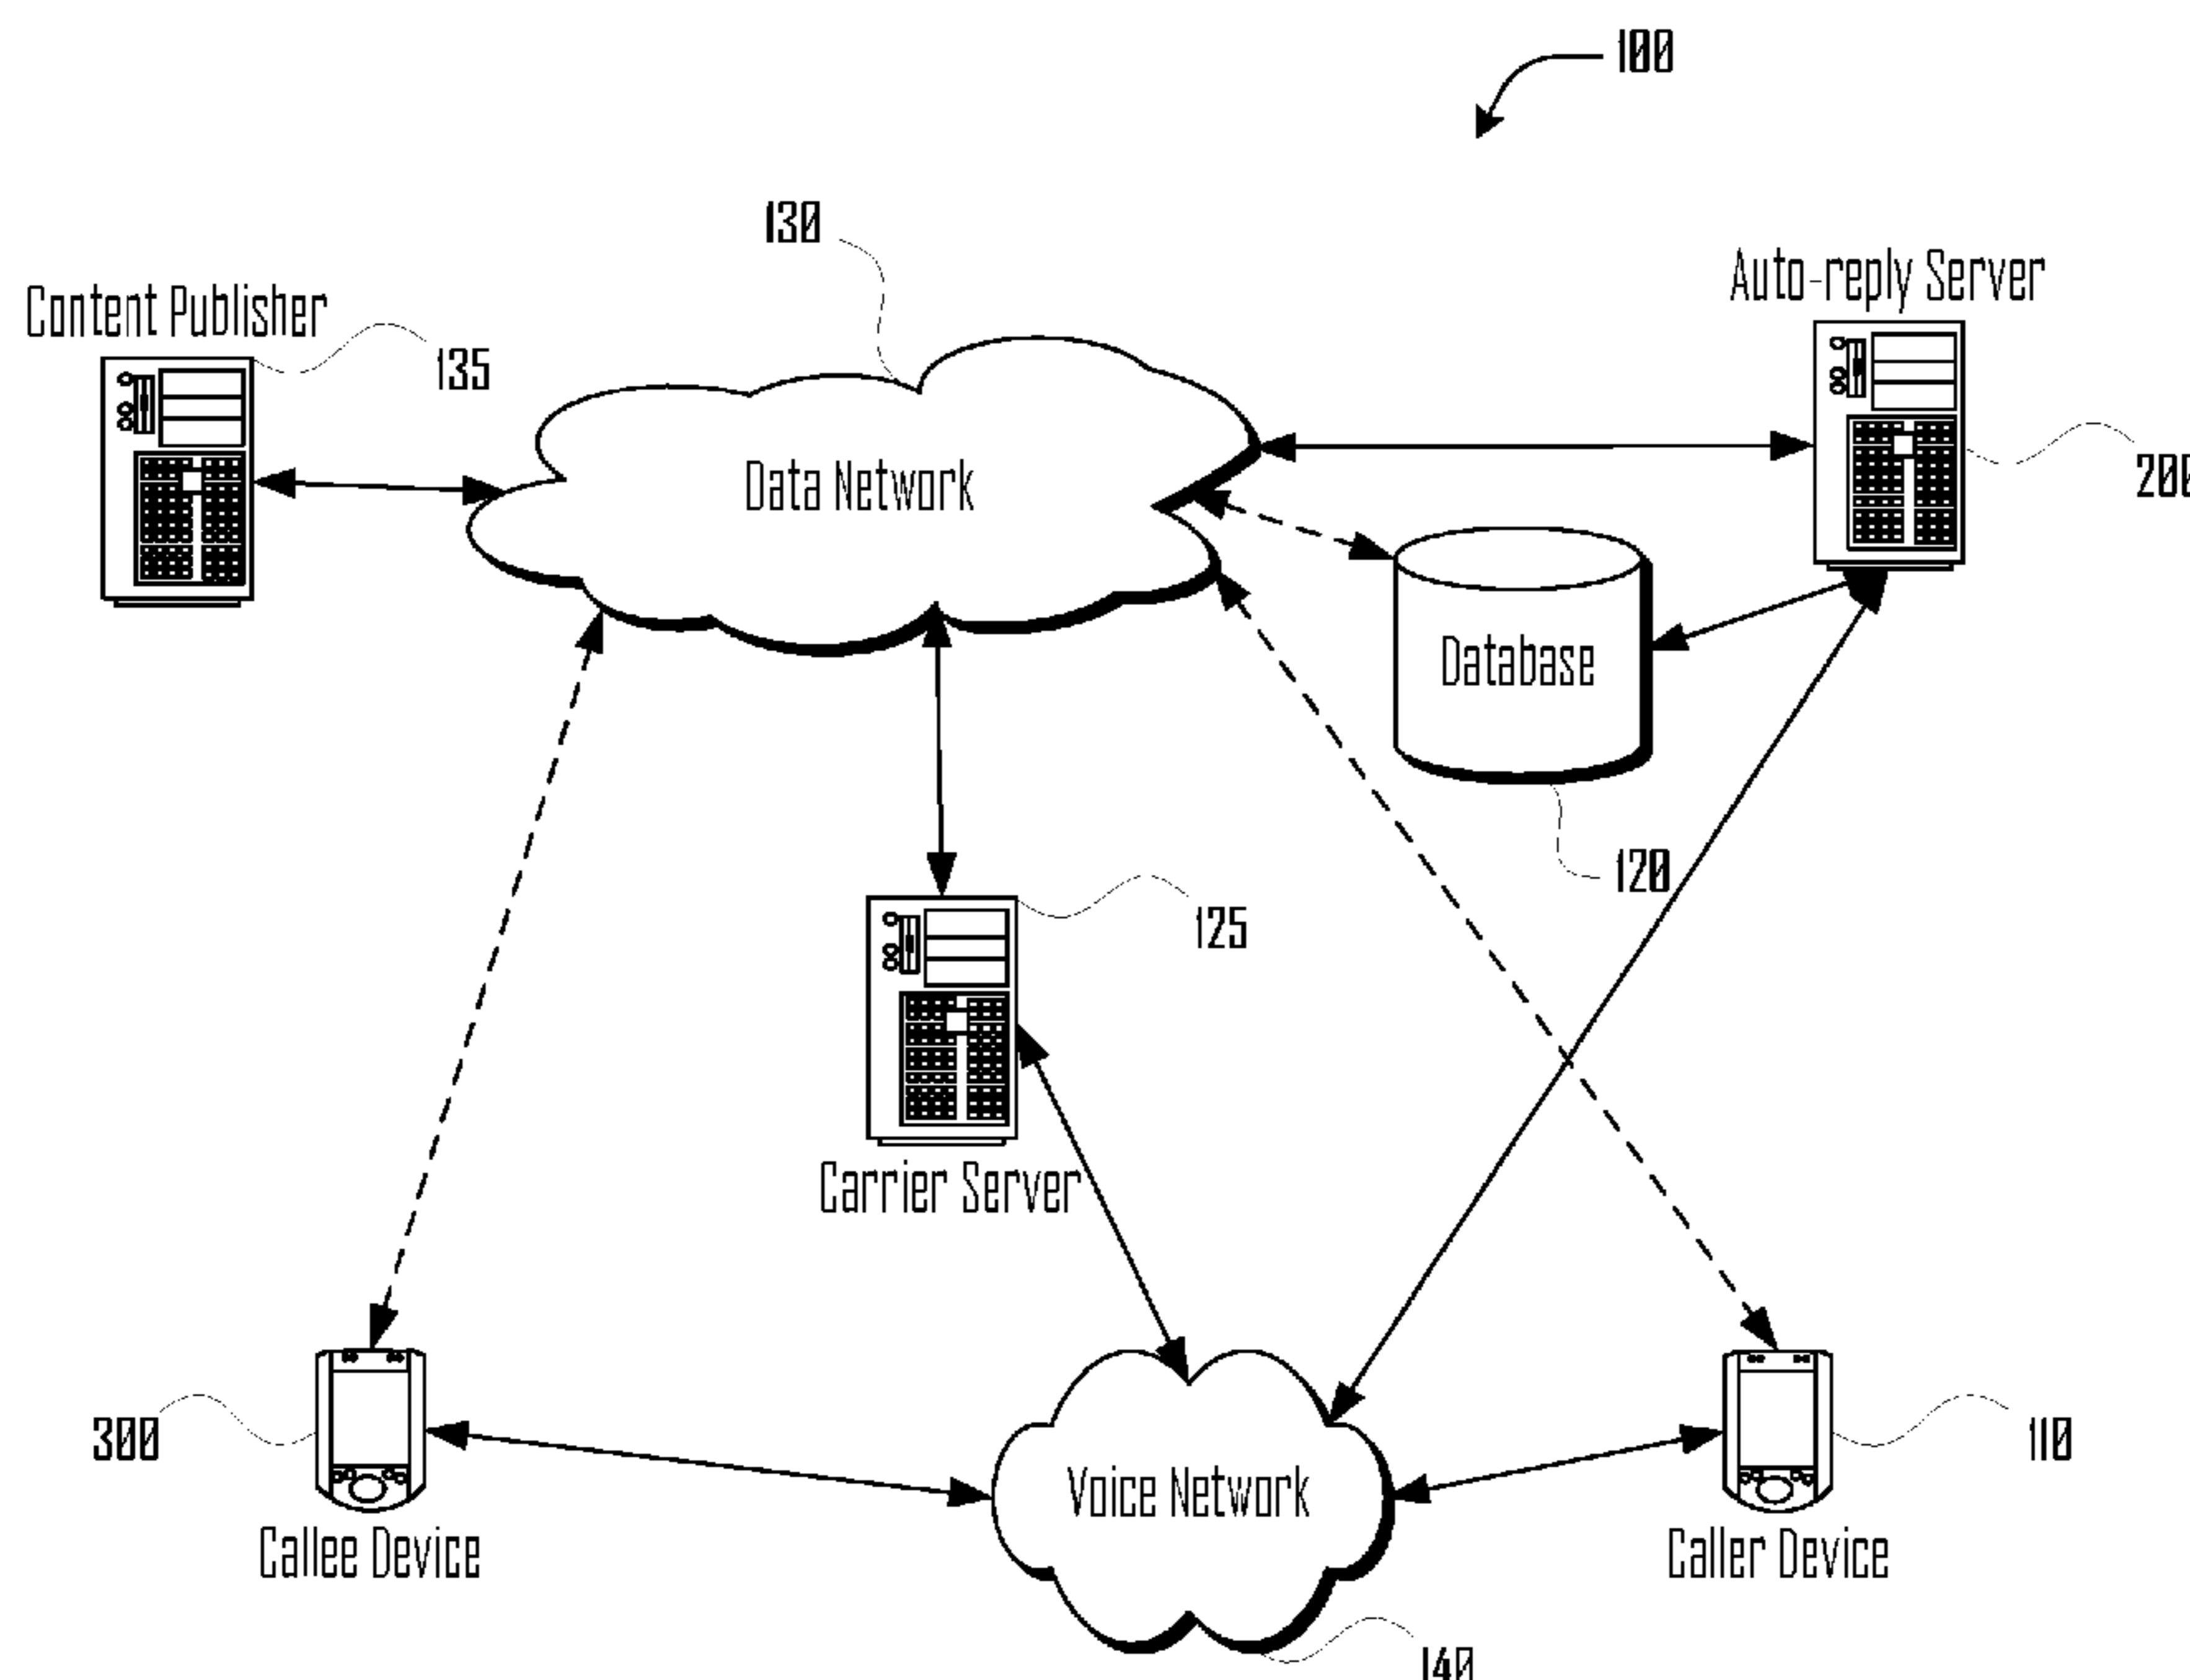 100
130
Auto-reply Server
Content Publisher
135
200
Data Network
Database
120
125
Carrier Server
300
110
Voice Network
Callee Device
Caller Device
140